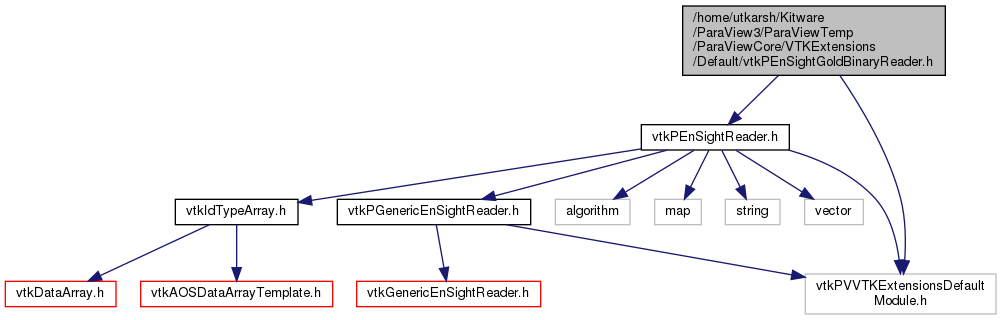 /home/utkarsh/Kitware
/ParaView3/ParaViewTemp
/ParaViewCore/VTKExtensions
/Default/vtkPEnSightGoldBinaryReader.h
vtkPEnSightReader.h
vtkIdTypeArray.h
vtkPGenericEnSightReader.h
algorithm
map
string
vector
vtkDataArray.h
vtkAOSDataArrayTemplate.h
vtkGenericEnSightReader.h
vtkPVVTKExtensionsDefault
Module.h